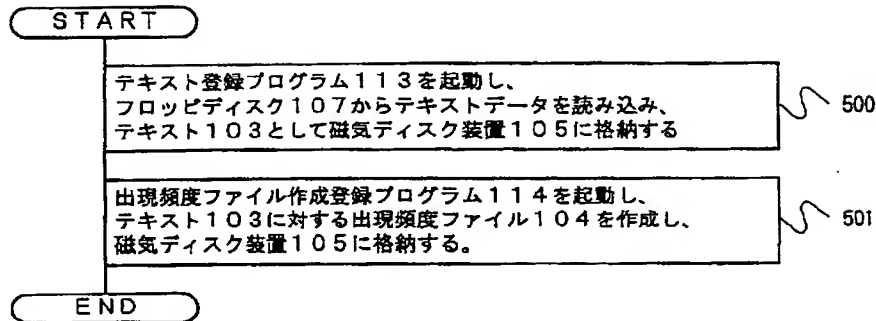 START
テキスト登録プログラム113を起動し、
フロッピディスク107からテキストデータを読み込み、
テキスト103として磁気ディスク装置105に格納する
500
出現頻度ファイル作成登録プログラム114を起動し、
テキスト103に対する出現頻度ファイル104を作成し、
磁気ディスク装置105に格納する。
501
END